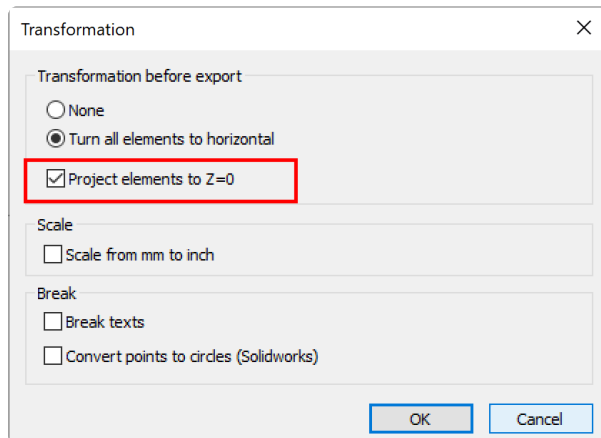 Transformation
Transformation before export
None
Turn all elements to horizontal
Project elements to Z=0
Scale
Scale from mm to inch
Break
Break texts
Convert points to circles (Solidworks)
OK Cancel